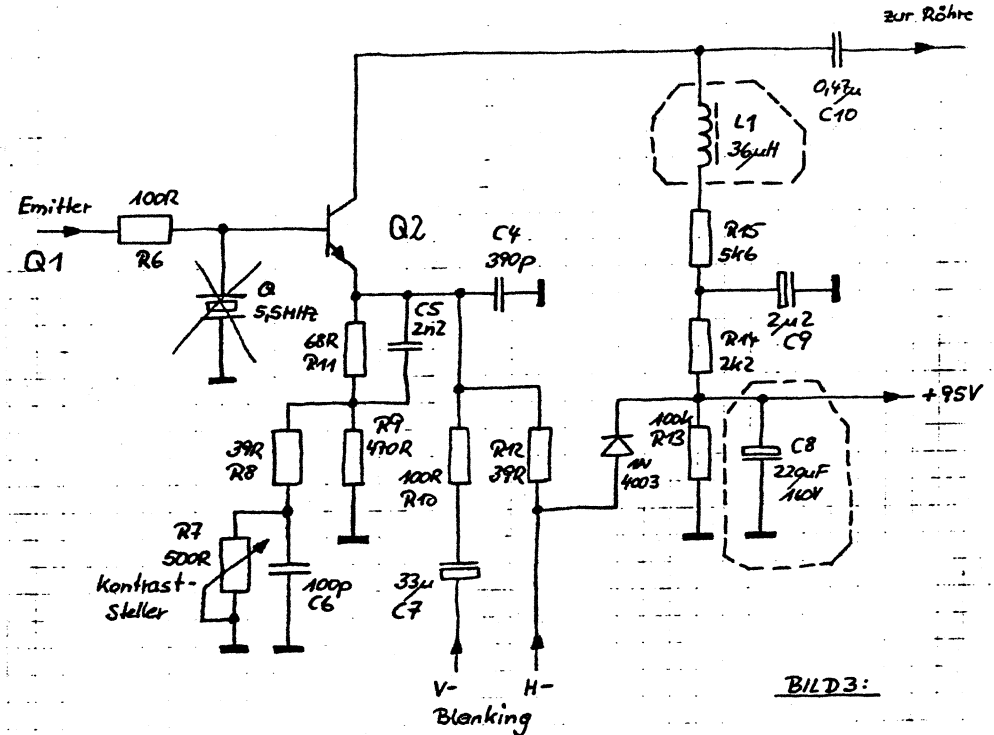 zur Röhre
0,47µ
C10
L1
36µH
Emitter
100R
Q1
R6
Q2
C4
390p
R15
5k6
Q
5,5MHz
C5
2n2
68R
R11
2µ2
C9
R14
2k2
+95V
39R
R8
R9
470R
100R
R10
R12
39R
1N
4003
100k
R13
C8
220µF
160V
R7
500R
Kontrast-
Steller
100p
C6
33µ
C7
V-
H-
Blanking
BILD3: